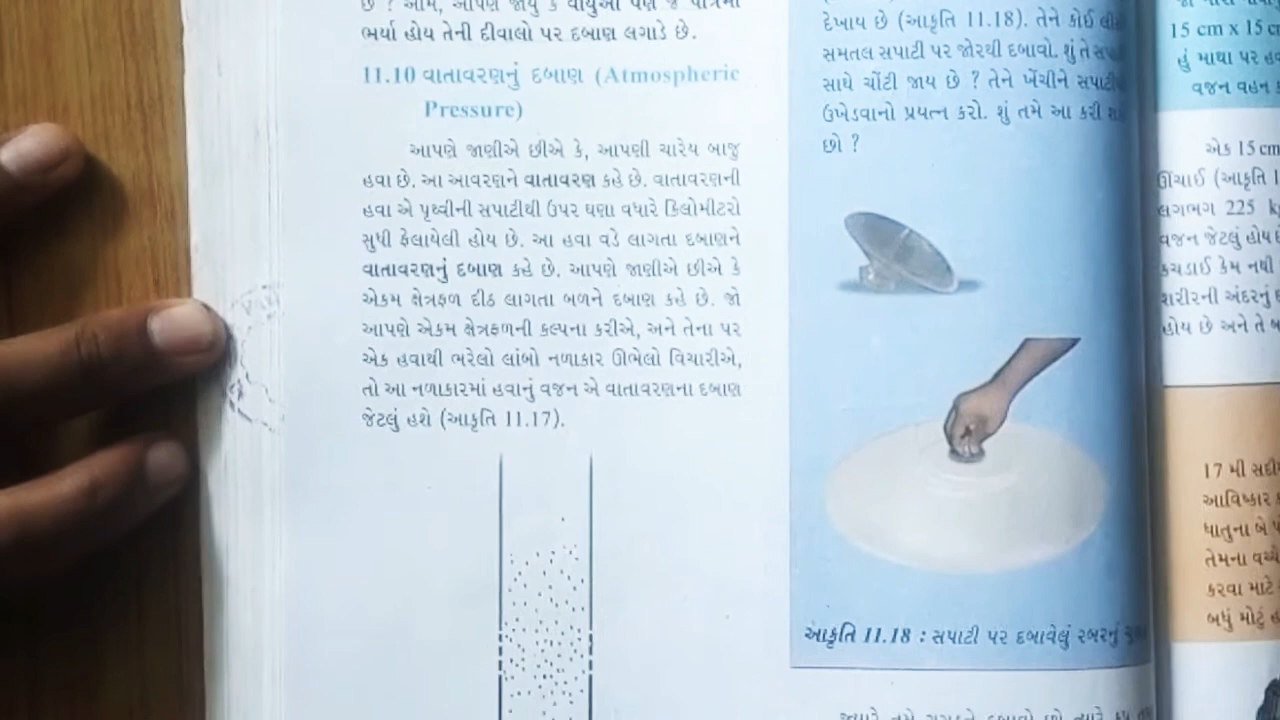 ભર્યા હોય તેની દીવાલો પર દબાણ લગાડે છે.
11.10 વાતાવરણનું દબાણ (Atmospheric
Pressure)
આપણે જાણીએ છીએ કે, આપણી ચારેય બાજુ
હવા છે. આ આવરણને વાતાવરણ કહે છે. વાતાવરણની
હવા એ પૃથ્વીની સપાટીથી ઉપર ઘણા વધારે કિલોમીટરો
સુધી ફેલાયેલી હોય છે. આ હવા વડે લાગતા દબાણને
વાતાવરણનું દબાણ કહે છે. આપણે જાણીએ છીએ કે
એકમ ક્ષેત્રફળ દીઠ લાગતા બળને દબાણ કહે છે. જો
આપણે એકમ ક્ષેત્રફળની કલ્પના કરીએ, અને તેના પર
એક હવાથી ભરેલો લાંબો નળાકાર ઊભેલો વિચારીએ,
તો આ નળાકારમાં હવાનું વજન એ વાતાવરણના દબાણ
જેટલું હશે (આકૃતિ 11.17).
દેખાય છે (આકૃતિ 11.18). તેને કોઈ
સમતલ સપાટી પર જોરથી દબાવો. શું તે
સાથે ચોંટી જાય છે ? તેને ખેંચીને
ઉખેડવાનો પ્રયત્ન કરો. શું તમે આ કરી
છો ?
આકૃતિ 11.18 : સપાટી પર દબાવેલું રબરનું
15 cm x 15
હું માથા પર
વજન વહન
એક 15 cm
ઊંચાઈ (આકૃતિ
લગભગ 225
વજન જેટલું હોય
કચડાઈ કેમ નથી
શરીરની અંદરનું
હોય છે અને તે
17 મી
આવિષ્કાર
ધાતુના બે
તેમના વચ્ચે
કરવા માટે
બધું મોટું